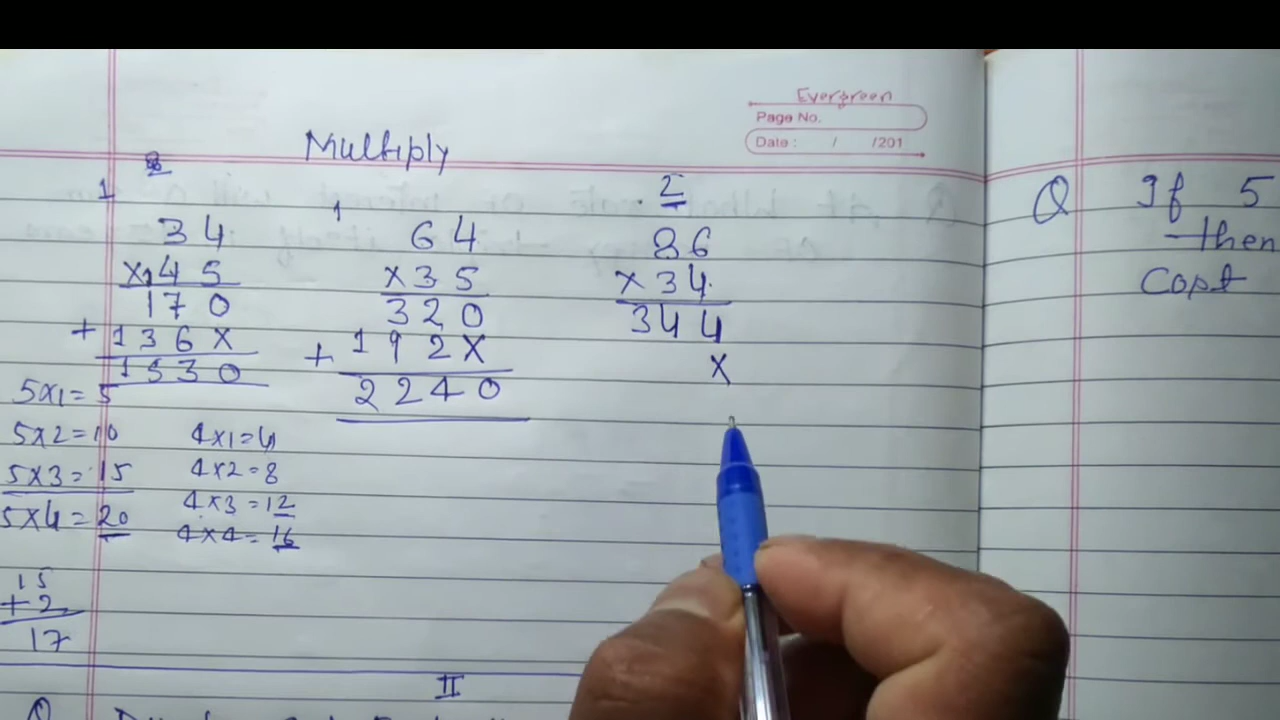 Evergreen
Page No.
Date : / /201
Multiply
1 2
34
x45
170
+136X
1530
1
64
x35
320
+192X
2240
2
86
x34
344
X
5x1=5
5x2=10
5x3=15
5x4=20
4x1=4
4x2=8
4x3=12
4x4=16
15
+2
17
II
Q
Q If 5
then
Copt